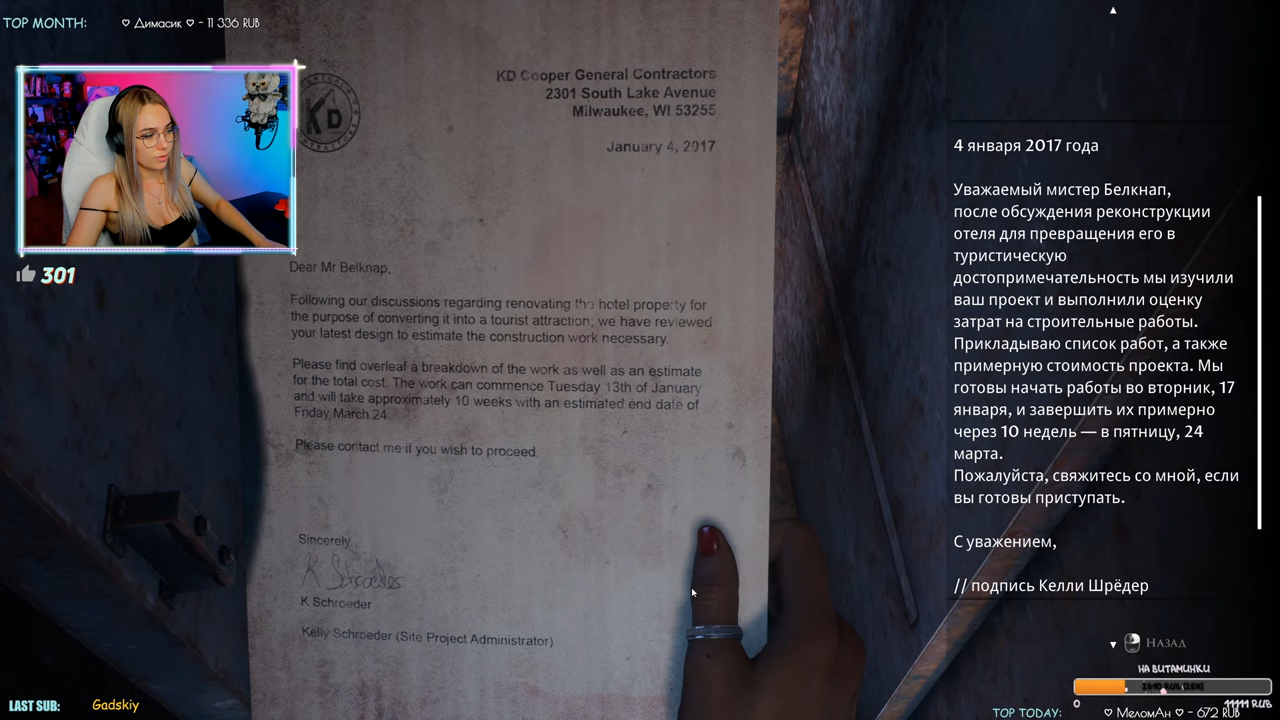 TOP MONTH: ♡ Димасик ♡ - 11 336 RUB
301
KD
KD Cooper General Contractors
2301 South Lake Avenue
Milwaukee, WI 53255
January 4, 2017
Dear Mr Belknap,
Following our discussions regarding renovating the hotel property for
the purpose of converting it into a tourist attraction; we have reviewed
your latest design to estimate the construction work necessary.
Please find overleaf a breakdown of the work as well as an estimate
for the total cost. The work can commence Tuesday 13th of January
and will take approximately 10 weeks with an estimated end date of
Friday March 24.
Please contact me if you wish to proceed.
Sincerely
K Schroeder
Kelly Schroeder (Site Project Administrator)
4 января 2017 года
Уважаемый мистер Белкнап,
после обсуждения реконструкции
отеля для превращения его в
туристическую
достопримечательность мы изучили
ваш проект и выполнили оценку
затрат на строительные работы.
Прикладываю список работ, а также
примерную стоимость проекта. Мы
готовы начать работы во вторник, 17
января, и завершить их примерно
через 10 недель — в пятницу, 24
марта.
Пожалуйста, свяжитесь со мной, если
вы готовы приступать.
С уважением,
// подпись Келли Шрёдер
НАЗАД
НА ВИТАМИНКИ
0 11111 RUB
LAST SUB: Gadskiy
TOP TODAY: ♡ МелоМАн ♡ - 672 RUB